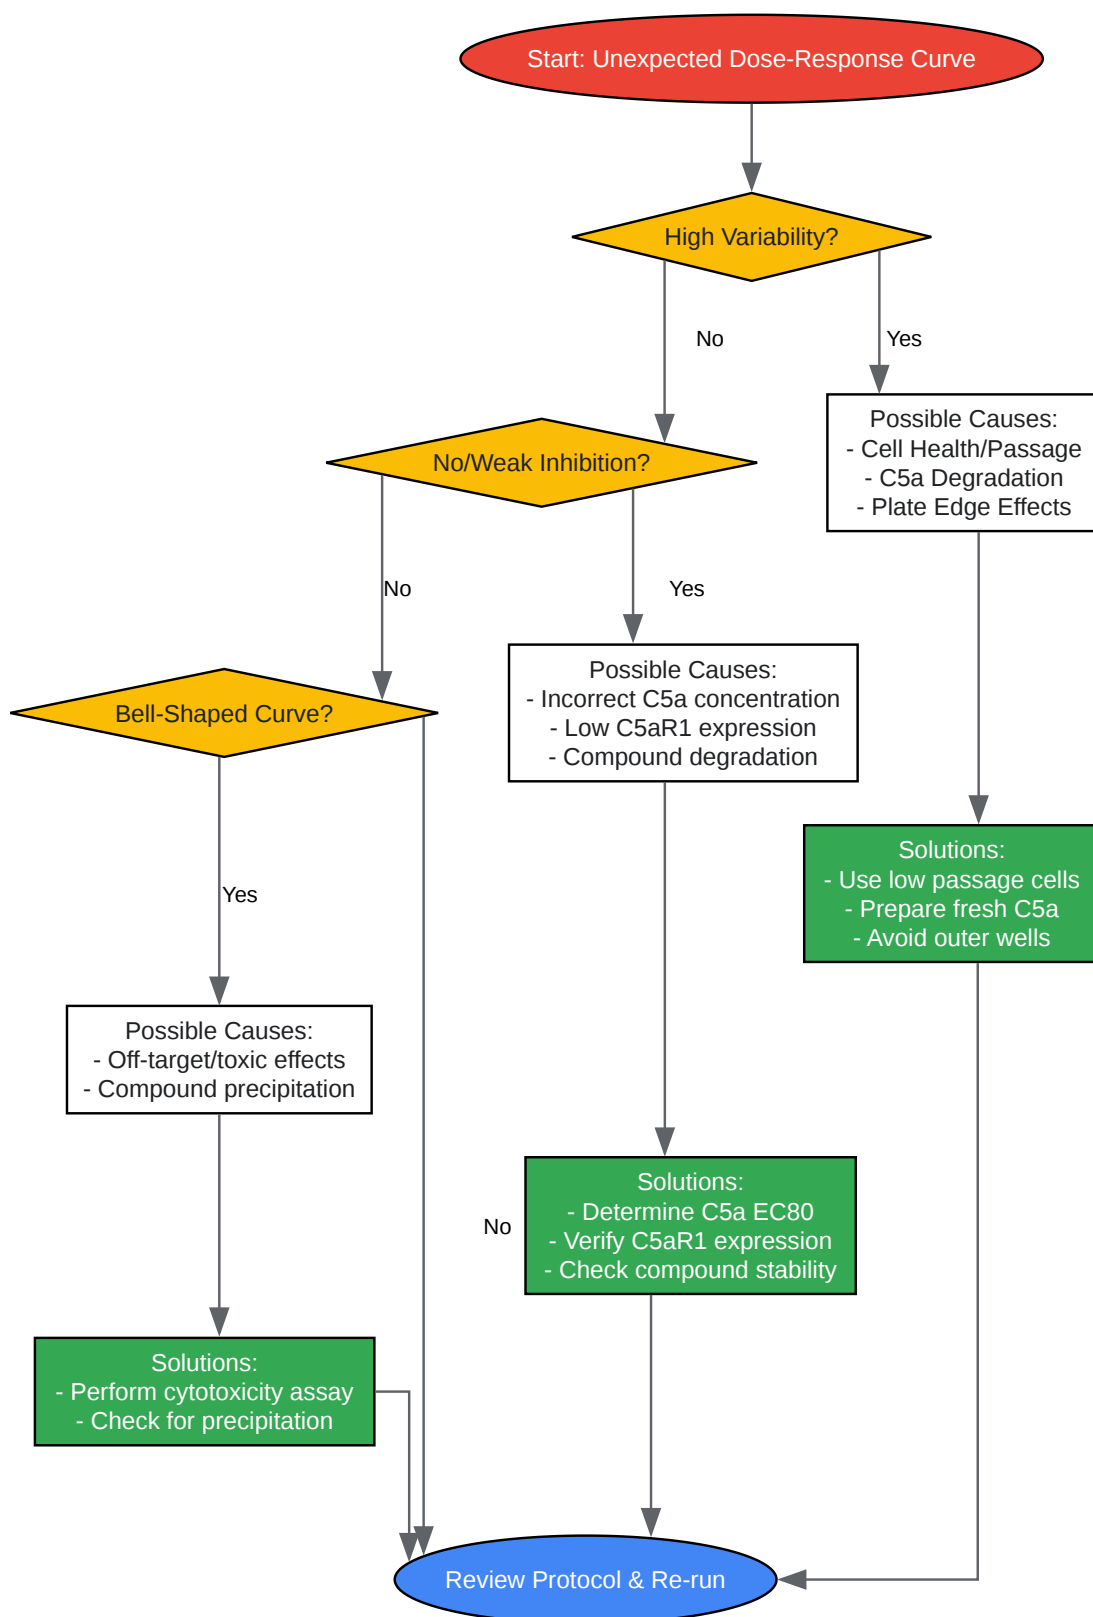 Start: Unexpected Dose-Response Curve
High Variability?
No
Yes
Possible Causes:
- Cell Health/Passage
- C5a Degradation
- Plate Edge Effects
No/Weak Inhibition?
No
Yes
Possible Causes:
- Incorrect C5a concentration
- Low C5aR1 expression
- Compound degradation
Bell-Shaped Curve?
Solutions:
- Use low passage cells
- Prepare fresh C5a
- Avoid outer wells
Yes
Possible Causes:
- Off-target/toxic effects
- Compound precipitation
Solutions:
- Determine C5a EC80
- Verify C5aR1 expression
- Check compound stability
No
Solutions:
- Perform cytotoxicity assay
- Check for precipitation
Review Protocol & Re-run